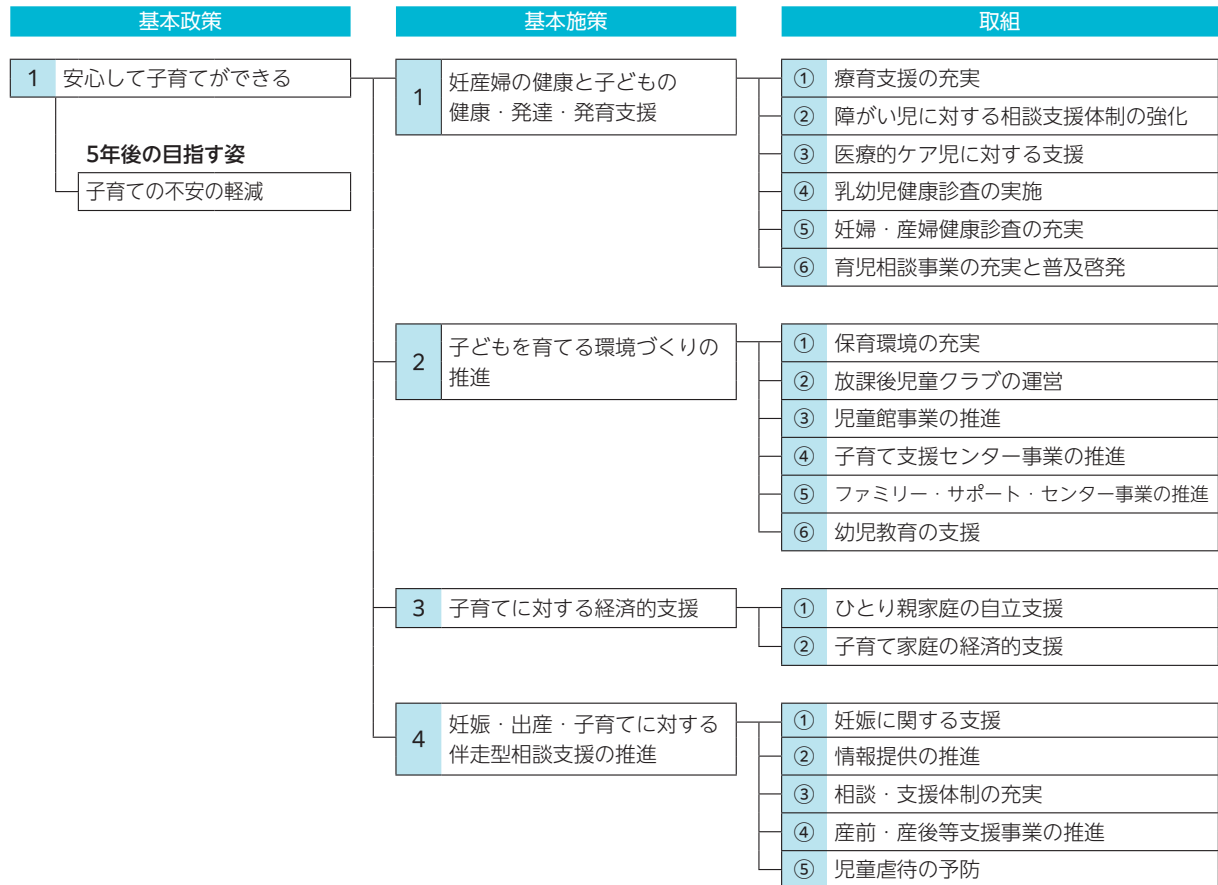 基本政策
基本施策
取組
1 安心して子育てができる
5年後の目指す姿
子育ての不安の軽減
1 妊産婦の健康と子どもの
健康・発達・発育支援
① 療育支援の充実
② 障がい児に対する相談支援体制の強化
③ 医療的ケア児に対する支援
④ 乳幼児健康診査の実施
⑤ 妊婦・産婦健康診査の充実
⑥ 育児相談事業の充実と普及啓発
2 子どもを育てる環境づくりの
推進
① 保育環境の充実
② 放課後児童クラブの運営
③ 児童館事業の推進
④ 子育て支援センター事業の推進
⑤ ファミリー・サポート・センター事業の推進
⑥ 幼児教育の支援
3 子育てに対する経済的支援
① ひとり親家庭の自立支援
② 子育て家庭の経済的支援
4 妊娠・出産・子育てに対する
伴走型相談支援の推進
① 妊娠に関する支援
② 情報提供の推進
③ 相談・支援体制の充実
④ 産前・産後等支援事業の推進
⑤ 児童虐待の予防